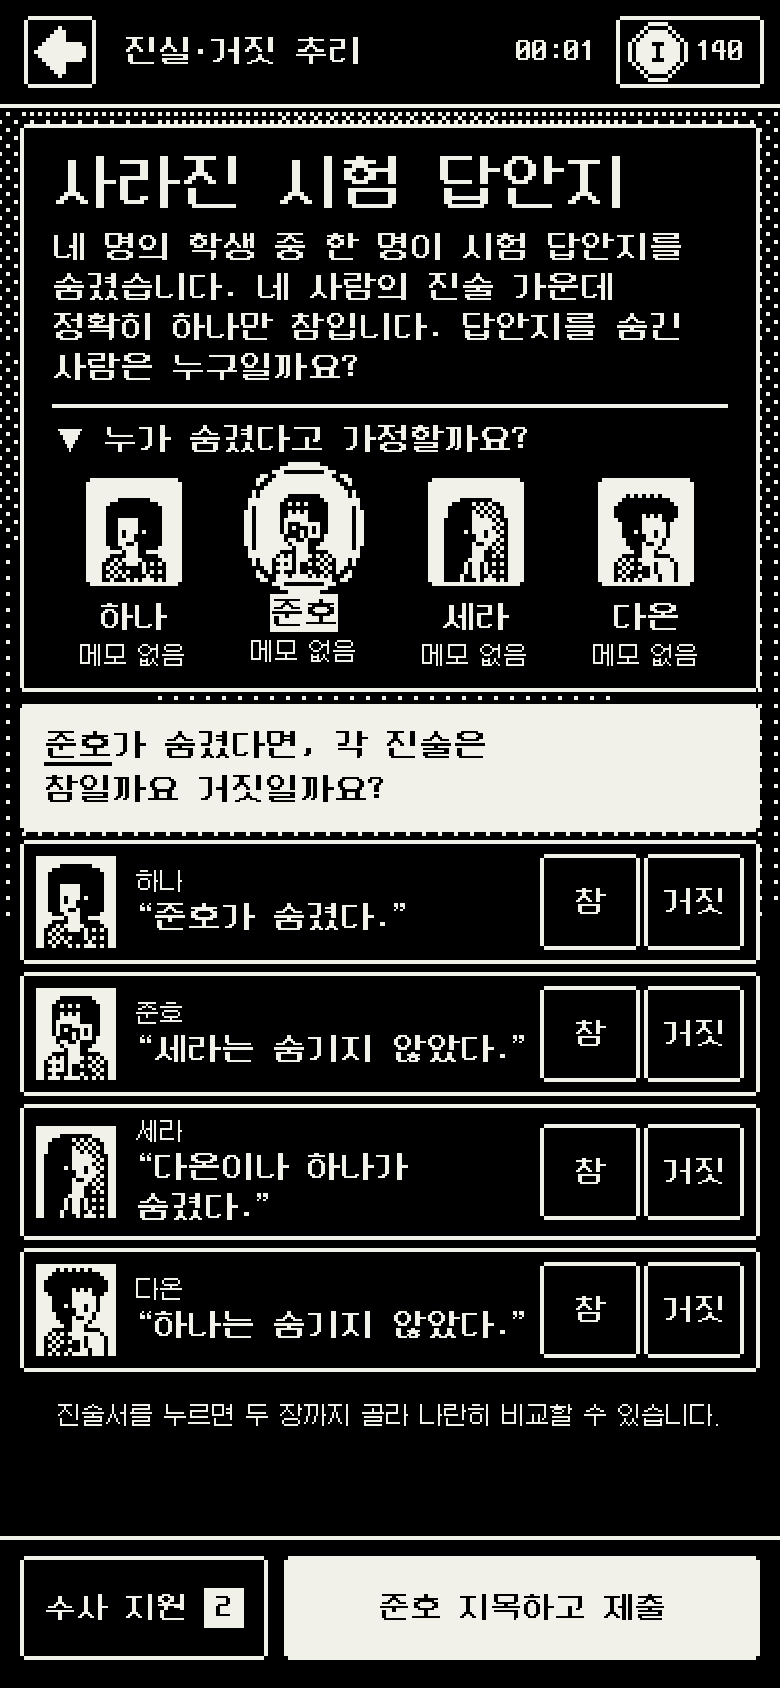 진실·거짓 추리
00:01
I 140
사라진 시험 답안지
네 명의 학생 중 한 명이 시험 답안지를
숨겼습니다. 네 사람의 진술 가운데
정확히 하나만 참입니다. 답안지를 숨긴
사람은 누구일까요?
▼ 누가 숨겼다고 가정할까요?
하나 준호 세라 다온
메모 없음 메모 없음 메모 없음 메모 없음
준호가 숨겼다면, 각 진술은
참일까요 거짓일까요?
하나
“준호가 숨겼다.”
참 거짓
준호
“세라는 숨기지 않았다.”
참 거짓
세라
“다온이나 하나가
숨겼다.”
참 거짓
다온
“하나는 숨기지 않았다.”
참 거짓
진술서를 누르면 두 장까지 골라 나란히 비교할 수 있습니다.
수사 지원 2
준호 지목하고 제출